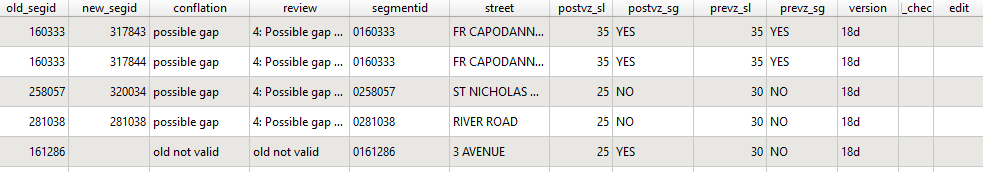 old_segid new_segid conflation review segmentid street postvz_sl postvz_sg prevz_sl prevz_sg version _chec edit
160333 317843 possible gap 4: Possible gap ... 0160333 FR CAPODANN... 35 YES 35 YES 18d
160333 317844 possible gap 4: Possible gap ... 0160333 FR CAPODANN... 35 YES 35 YES 18d
258057 320034 possible gap 4: Possible gap ... 0258057 ST NICHOLAS ... 25 NO 30 NO 18d
281038 281038 possible gap 4: Possible gap ... 0281038 RIVER ROAD 25 NO 30 NO 18d
161286 old not valid old not valid 0161286 3 AVENUE 25 YES 30 NO 18d